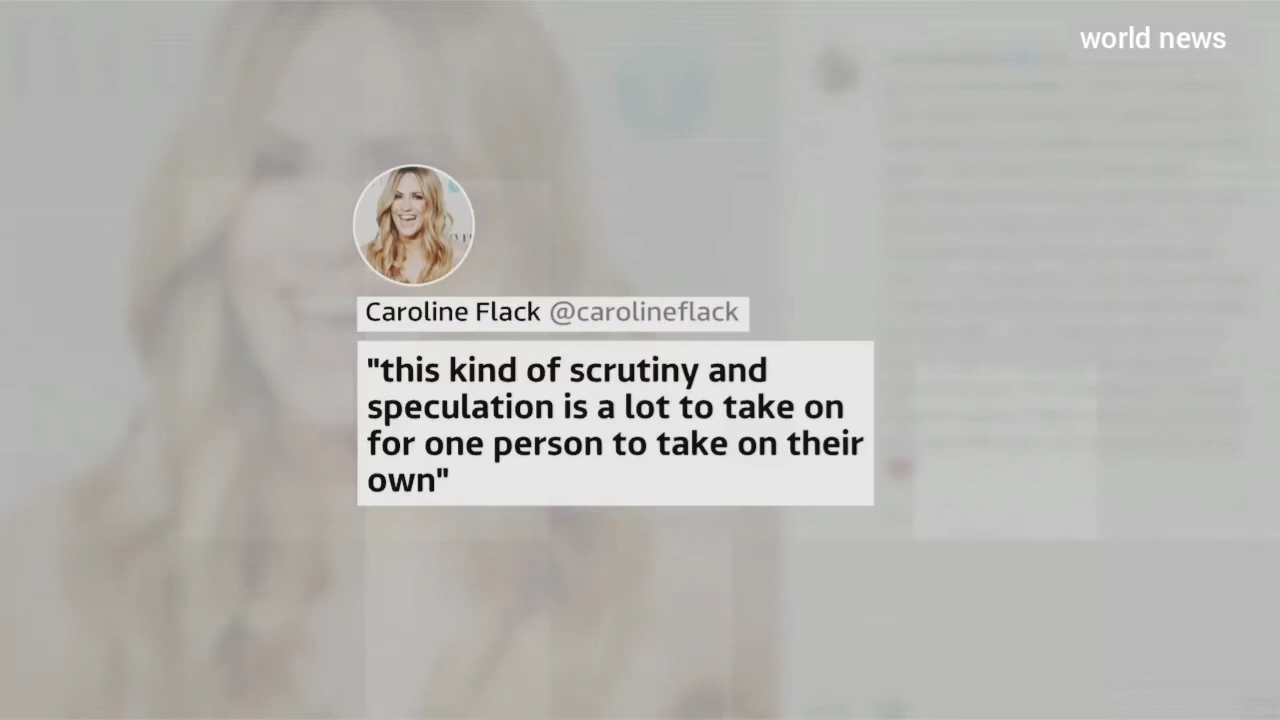 world news
Caroline Flack @carolineflack
"this kind of scrutiny and
speculation is a lot to take on
for one person to take on their
own"